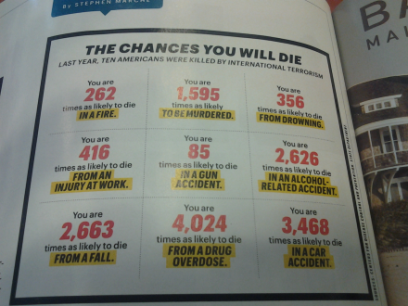 BY STEPHEN MARCHE
THE CHANCES YOU WILL DIE
LAST YEAR, TEN AMERICANS WERE KILLED BY INTERNATIONAL TERRORISM
You are
262
times as likely to die
IN A FIRE.
You are
1,595
times as likely
TO BE MURDERED.
You are
356
times as likely to die
FROM DROWNING.
You are
416
times as likely to die
FROM AN
INJURY AT WORK.
You are
85
times as likely to die
IN A GUN
ACCIDENT.
You are
2,626
times as likely to die
IN AN ALCOHOL-
RELATED ACCIDENT.
You are
2,663
times as likely to die
FROM A FALL.
You are
4,024
times as likely to die
FROM A DRUG
OVERDOSE.
You are
3,468
times as likely to die
IN A CAR
ACCIDENT.